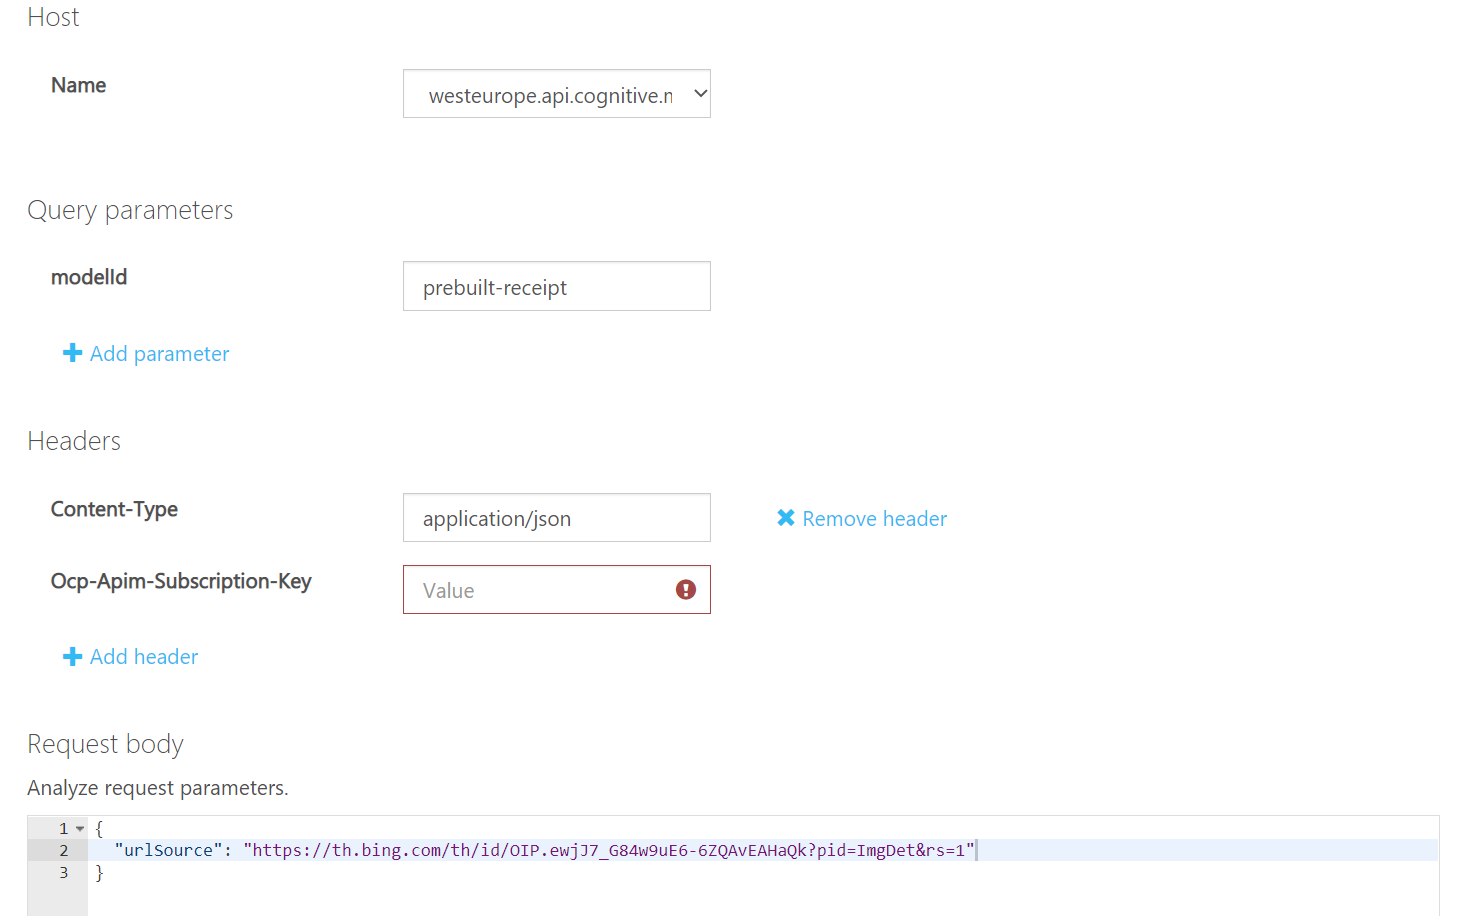 Host
Name
westeurope.api.cognitive.n
Query parameters
modelId
prebuilt-receipt
Add parameter
Headers
Content-Type
application/json
Remove header
Ocp-Apim-Subscription-Key
Value
Add header
Request body
Analyze request parameters.
1 {
2 "urlSource": "https://th.bing.com/th/id/OIP.ewjJ7_G84w9uE6-6ZQAvEAHaQk?pid=ImgDet&rs=1"
3 }